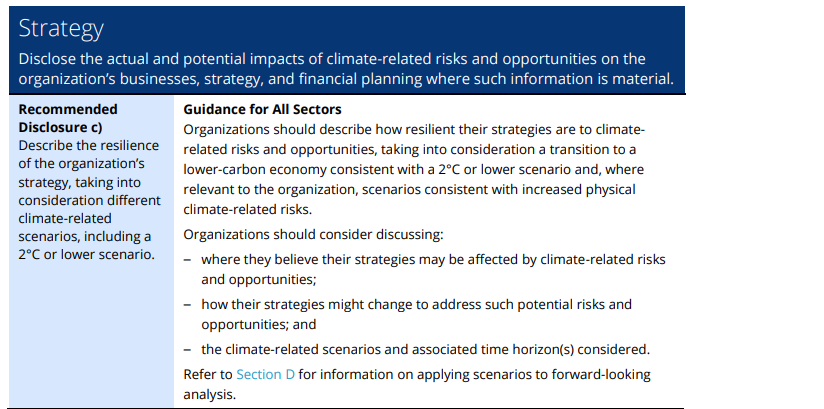 Strategy
Disclose the actual and potential impacts of climate-related risks and opportunities on the
organization’s businesses, strategy, and financial planning where such information is material.
Recommended
Disclosure c)
Describe the resilience
of the organization’s
strategy, taking into
consideration different
climate-related
scenarios, including a
2°C or lower scenario.
Guidance for All Sectors
Organizations should describe how resilient their strategies are to climate-
related risks and opportunities, taking into consideration a transition to a
lower-carbon economy consistent with a 2°C or lower scenario and, where
relevant to the organization, scenarios consistent with increased physical
climate-related risks.
Organizations should consider discussing:
− where they believe their strategies may be affected by climate-related risks
and opportunities;
− how their strategies might change to address such potential risks and
opportunities; and
− the climate-related scenarios and associated time horizon(s) considered.
Refer to Section D for information on applying scenarios to forward-looking
analysis.